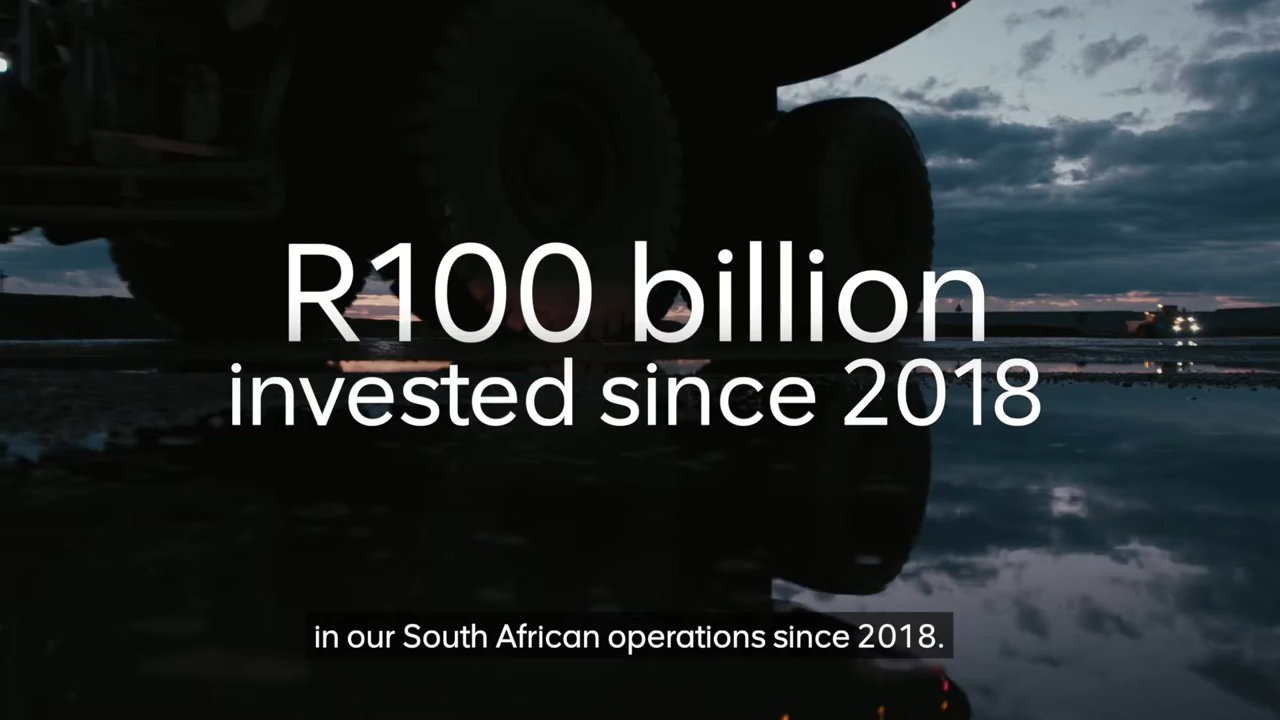 R100 billion
invested since 2018
in our South African operations since 2018.